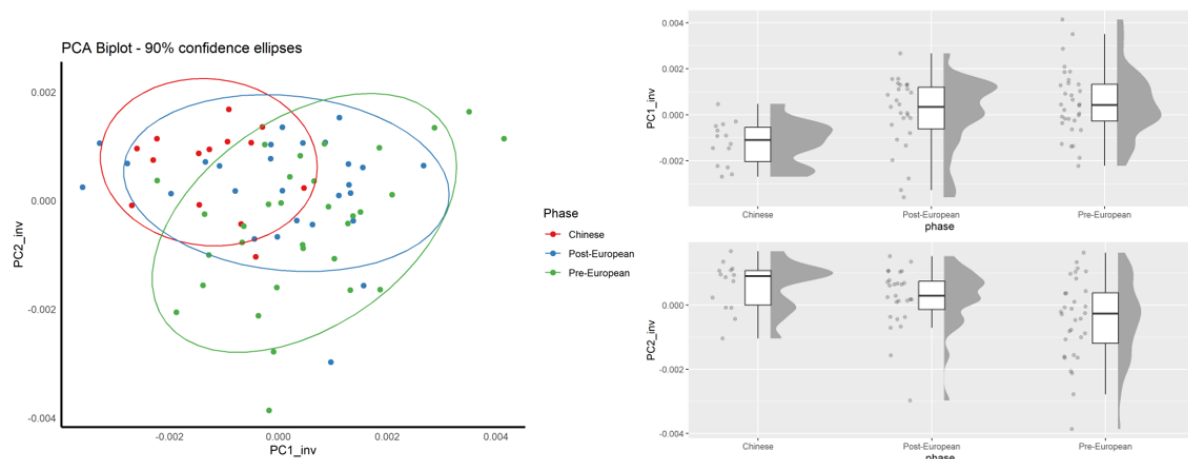 PCA Biplot - 90% confidence ellipses
0.002
0.000
-0.002
-0.004
PC2_inv
-0.002
0.000
0.002
0.004
PC1_inv
Phase
Chinese
Post-European
Pre-European
0.004
0.002
0.000
-0.002
PC1_inv
Chinese
Post-European
Pre-European
phase
0.000
-0.002
-0.004
PC2_inv
Chinese
Post-European
Pre-European
phase